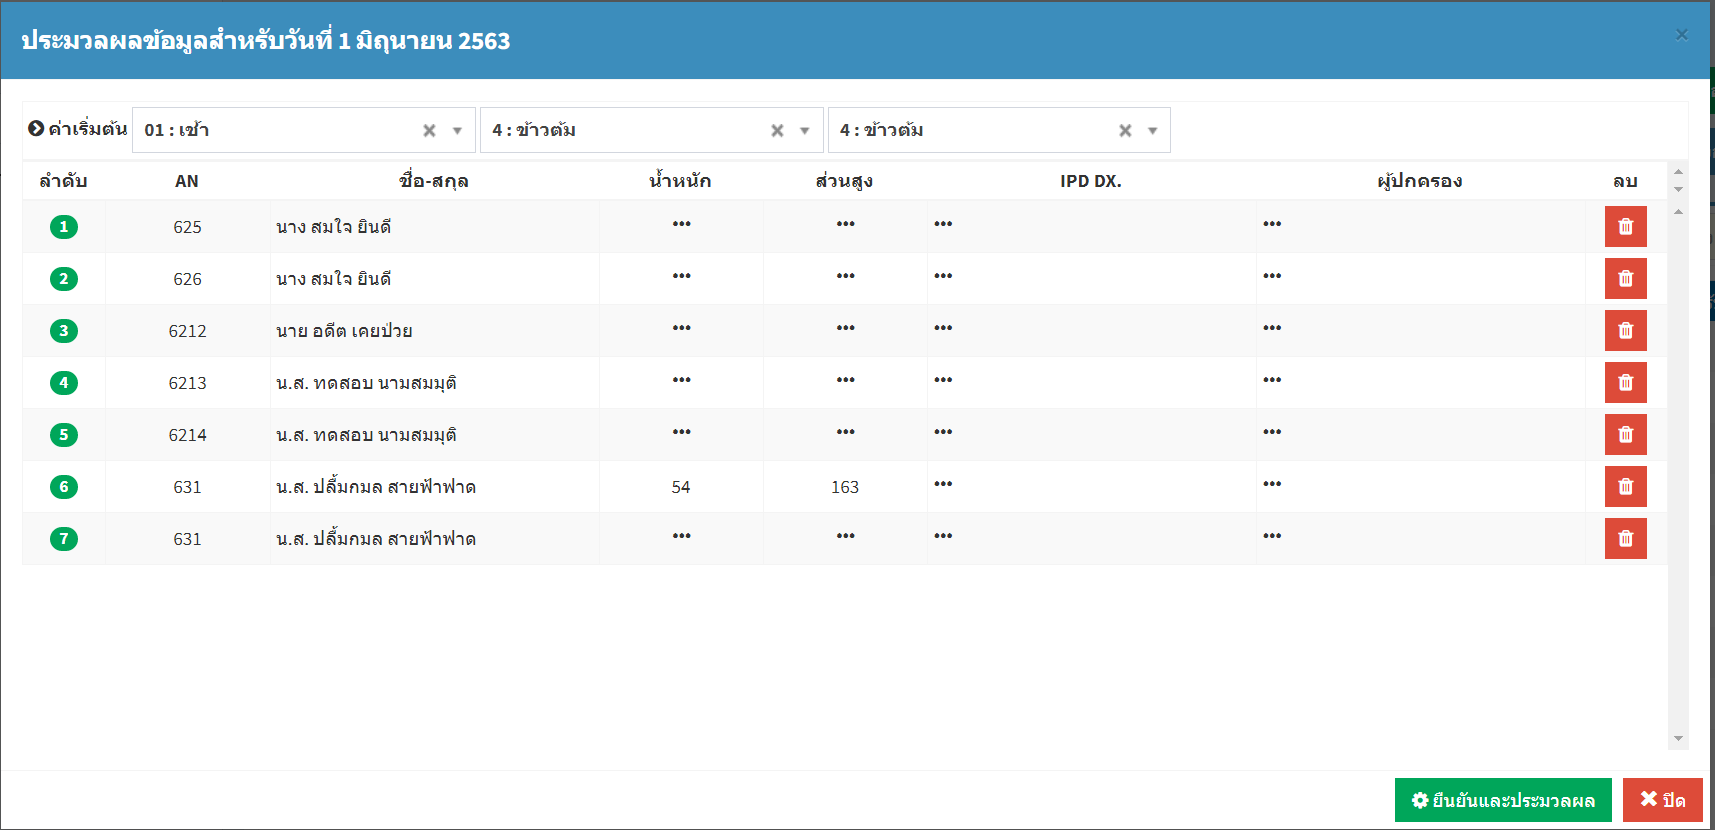 ประมวลผลข้อมูลสำหรับวันที่ 1 มิถุนายน 2563 ×
ค่าเริ่มต้น 01 : เช้า × 4 : ข้าวต้ม × 4 : ข้าวต้ม ×
ลำดับ AN ชื่อ-สกุล น้ำหนัก ส่วนสูง IPD DX. ผู้ปกครอง ลบ
1 625 นาง สมใจ ยินดี ••• ••• ••• •••
2 626 นาง สมใจ ยินดี ••• ••• ••• •••
3 6212 นาย อดีต เคยป่วย ••• ••• ••• •••
4 6213 น.ส. ทดสอบ นามสมมุติ ••• ••• ••• •••
5 6214 น.ส. ทดสอบ นามสมมุติ ••• ••• ••• •••
6 631 น.ส. ปลื้มกมล สายฟ้าฟาด 54 163 ••• •••
7 631 น.ส. ปลื้มกมล สายฟ้าฟาด ••• ••• ••• •••
ยืนยันและประมวลผล ปิด